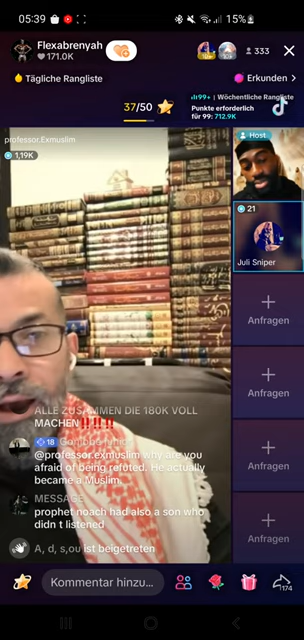 05:39
15%
Flexabrenyah
171.0K
333
Tägliche Rangliste
Erkunden >
37/50
99+ | Wöchentliche Rangliste
Punkte erforderlich
für 99: 712.9K
TikTok
professor.Exmuslim
1,19K
Host
21
Juli Sniper
Anfragen
Anfragen
Anfragen
Anfragen
ALLE ZUSAMMEN DIE 180K VOLL
MACHEN‼️‼️‼️
18
@professor.exmuslim why are you
afraid of being refuted. He actually
became a Muslim.
MESSAGE
prophet noach had also a son who
didn t listened
A, d, s,ou ist beigetreten
Kommentar hinzu...
174